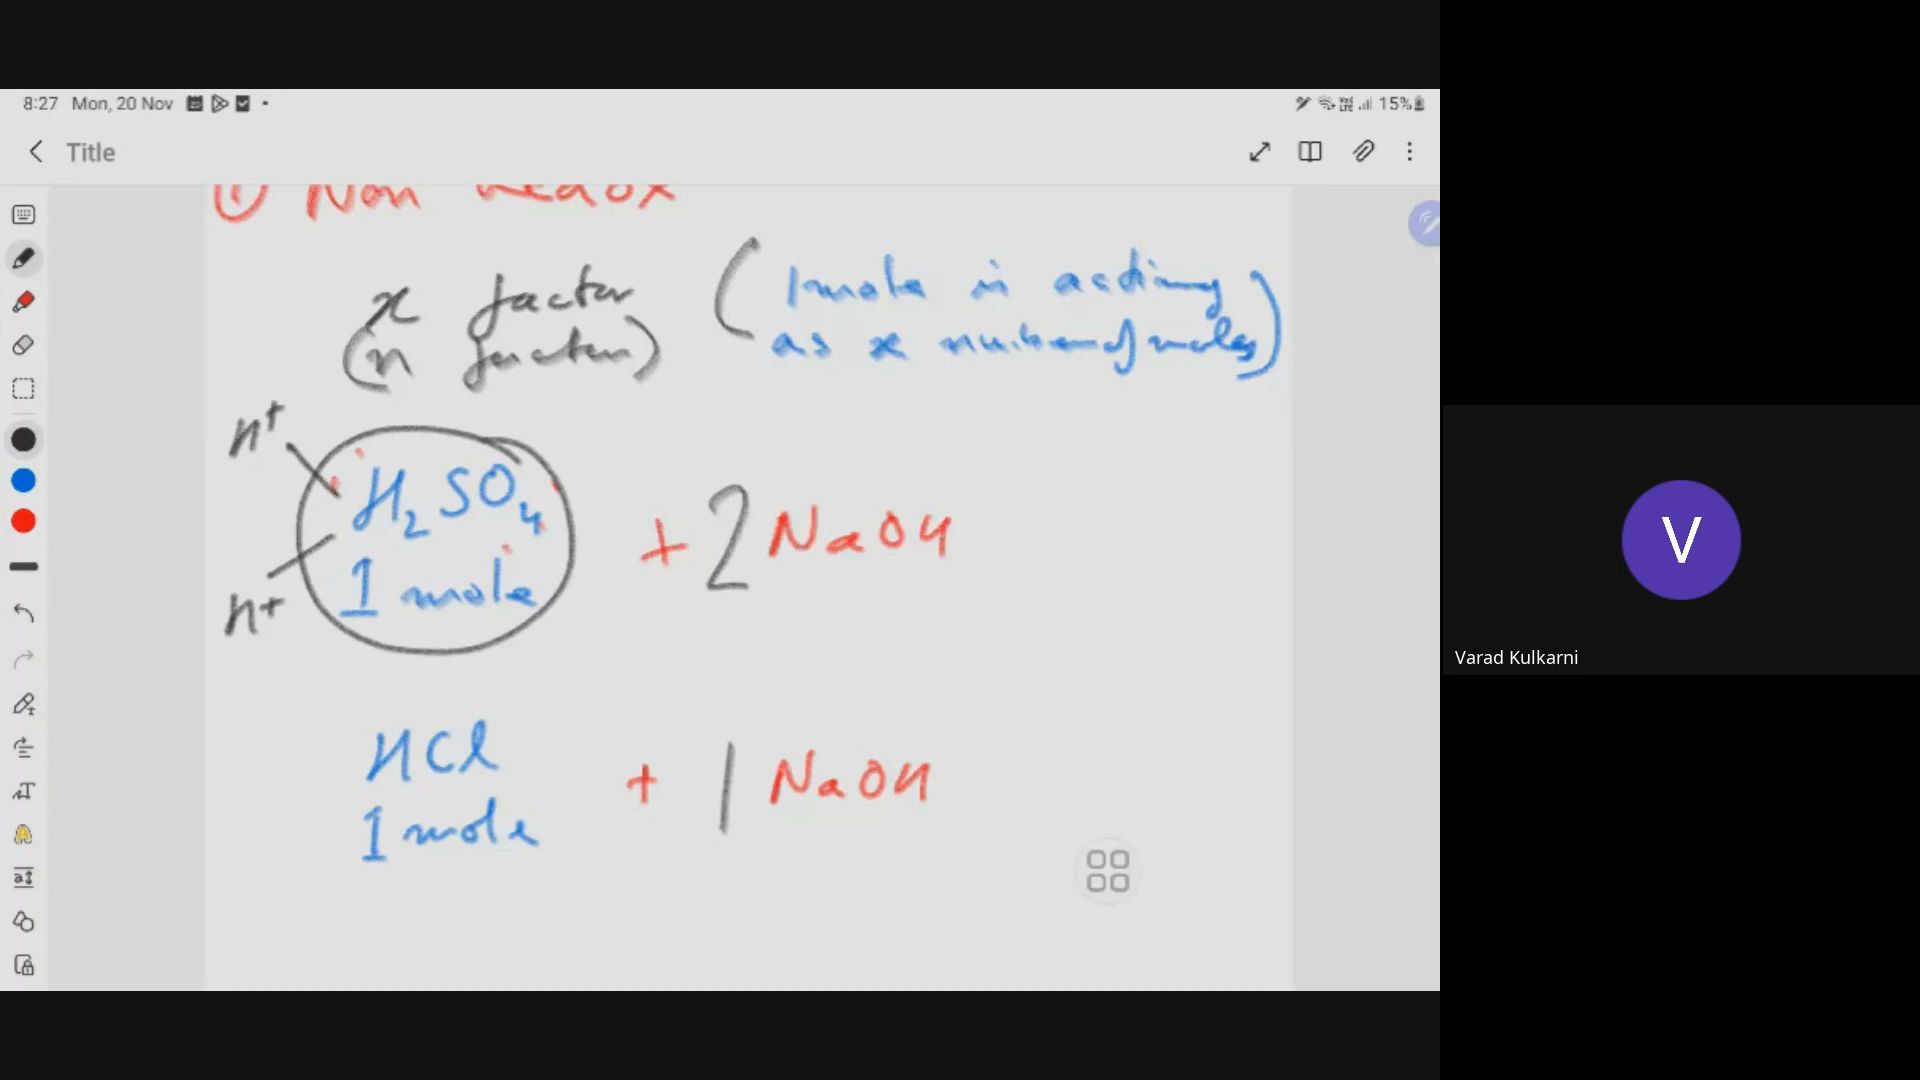 8:27 Mon, 20 Nov
15%
Title
① Non Redox
x factor (1 mole is acting
(n factor) as x number of moles)
H+
H2SO4 + 2 NaOH
1 mole
H+
HCl + 1 NaOH
1 mole
V
Varad Kulkarni